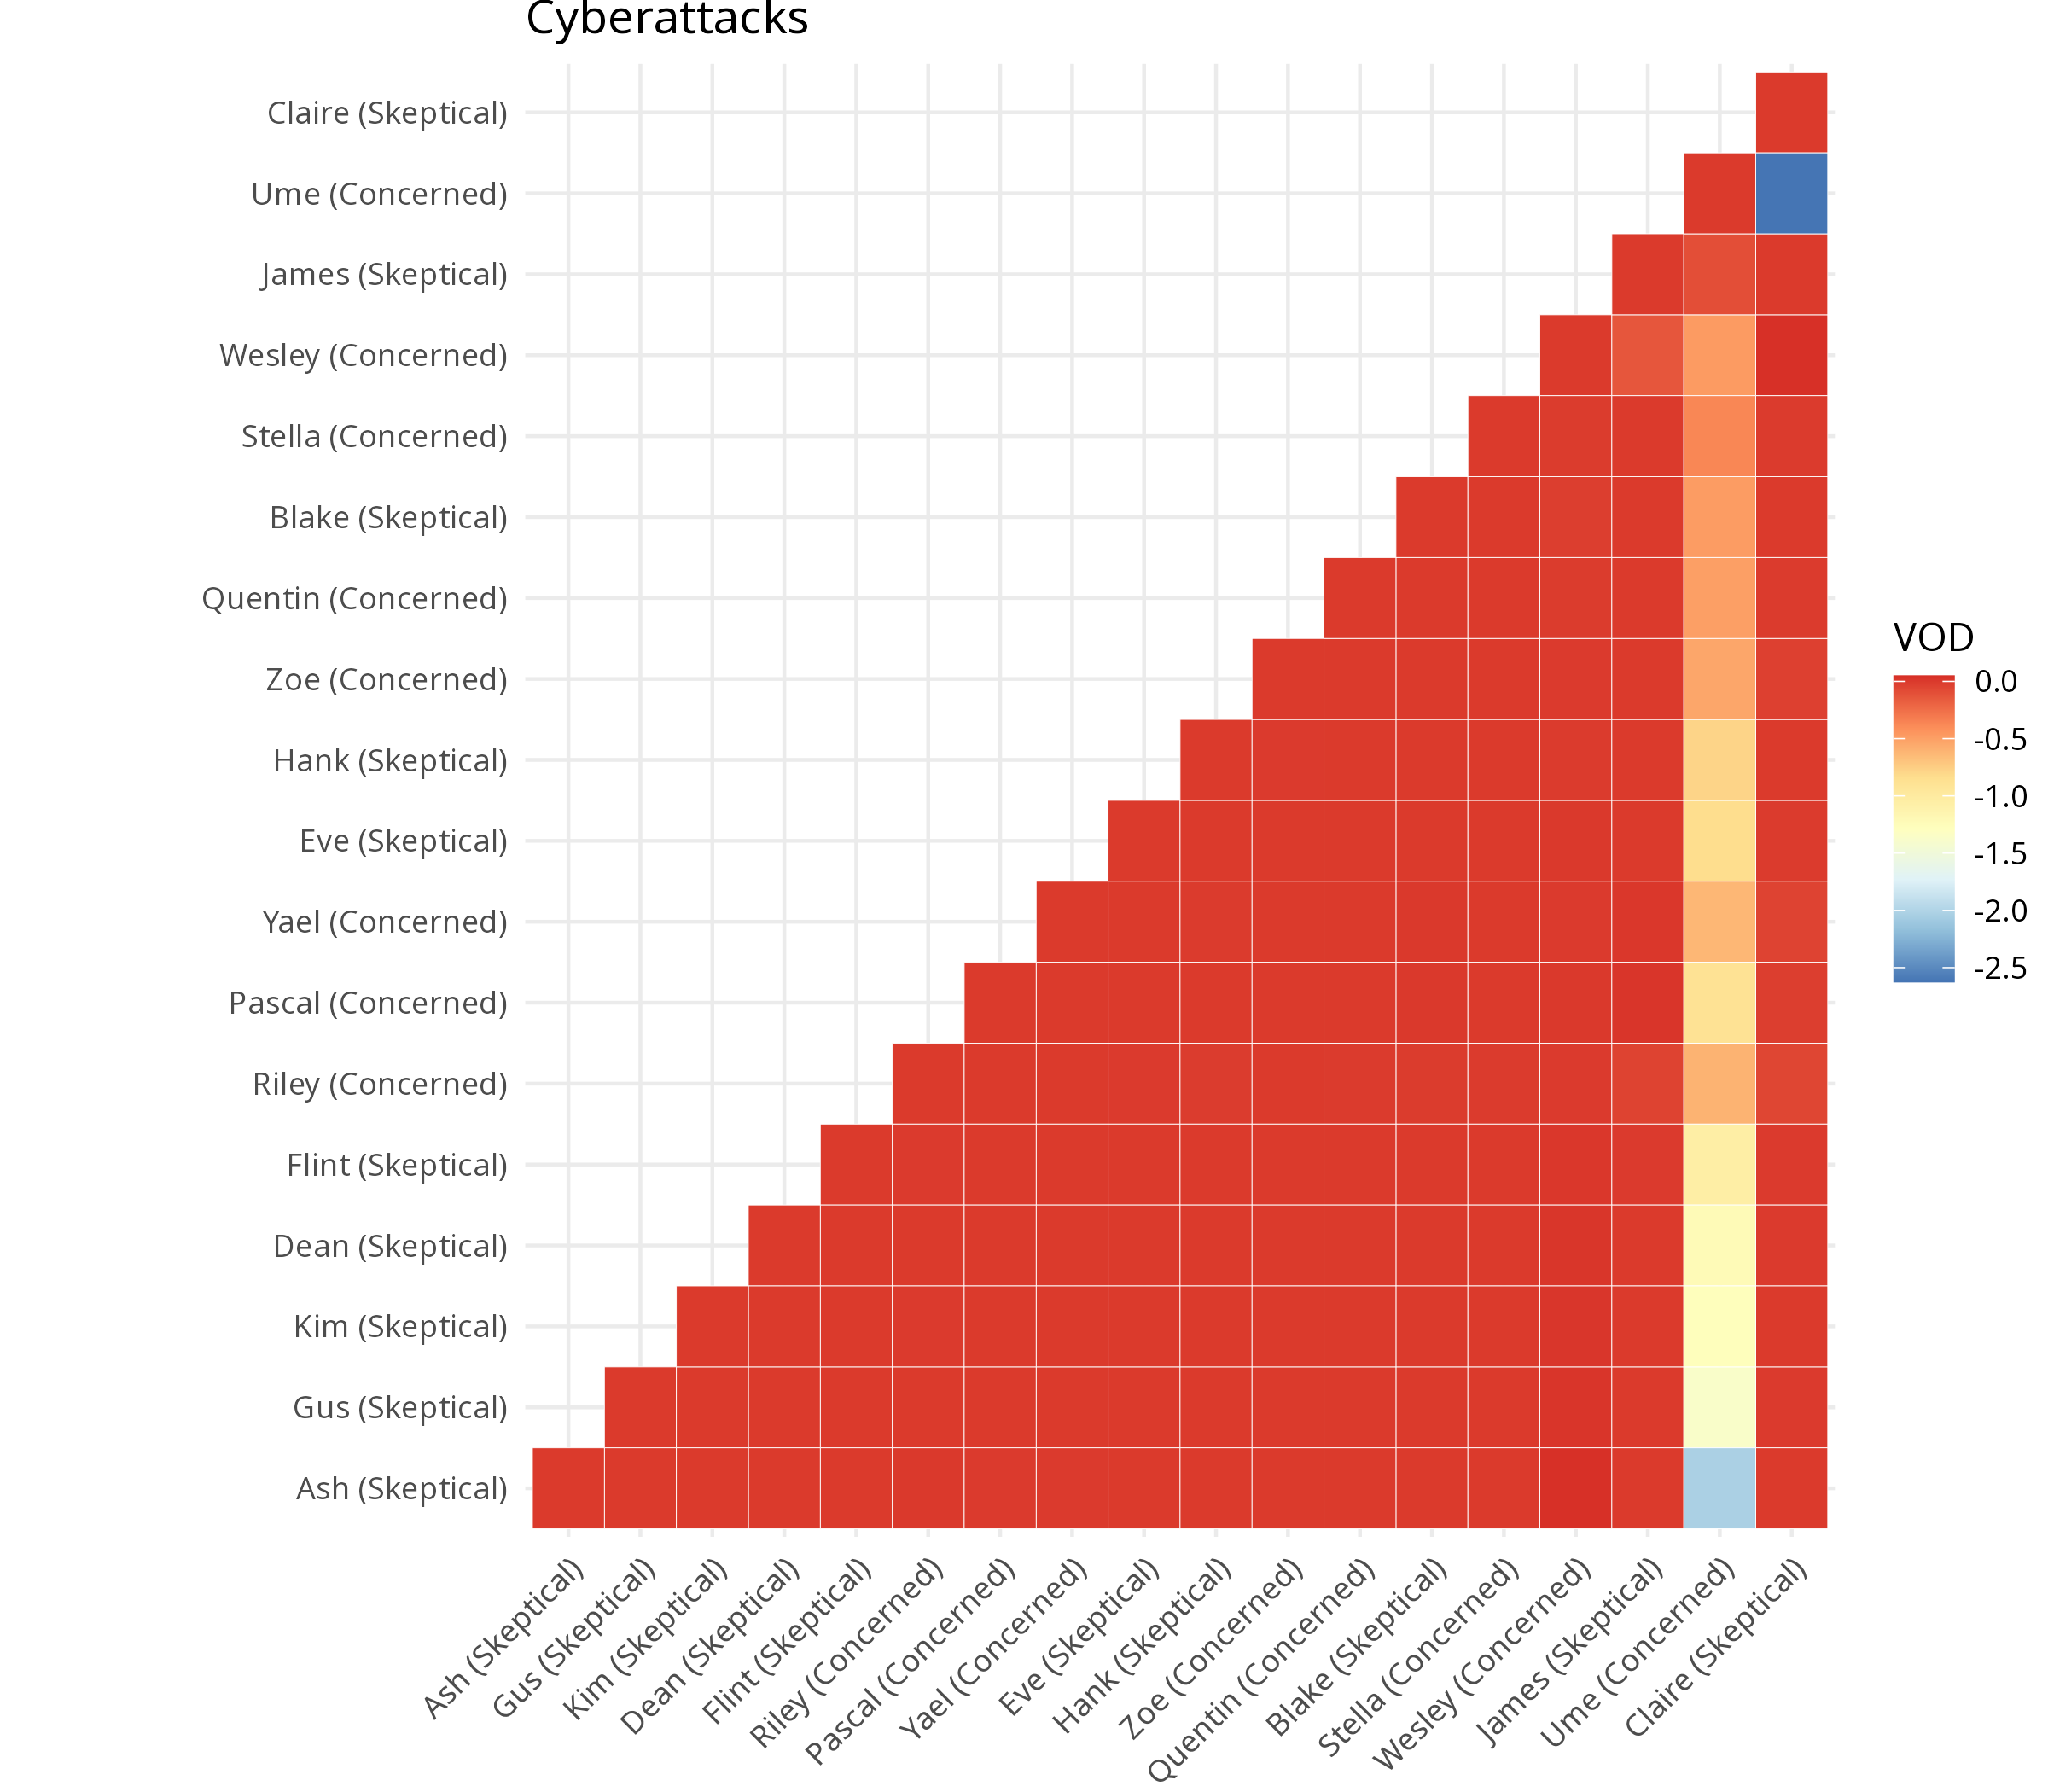 Cyberattacks
Claire (Skeptical)
Ume (Concerned)
James (Skeptical)
Wesley (Concerned)
Stella (Concerned)
Blake (Skeptical)
Quentin (Concerned)
Zoe (Concerned)
Hank (Skeptical)
Eve (Skeptical)
Yael (Concerned)
Pascal (Concerned)
Riley (Concerned)
Flint (Skeptical)
Dean (Skeptical)
Kim (Skeptical)
Gus (Skeptical)
Ash (Skeptical)
Ash (Skeptical)
Gus (Skeptical)
Kim (Skeptical)
Dean (Skeptical)
Flint (Skeptical)
Riley (Concerned)
Pascal (Concerned)
Yael (Concerned)
Eve (Skeptical)
Hank (Skeptical)
Zoe (Concerned)
Quentin (Concerned)
Blake (Skeptical)
Stella (Concerned)
Wesley (Concerned)
James (Skeptical)
Ume (Concerned)
Claire (Skeptical)
VOD
0.0
-0.5
-1.0
-1.5
-2.0
-2.5